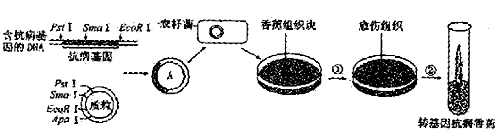 Pst Ⅰ Sma Ⅰ EcoR Ⅰ
含抗病基
因的DNA
抗病基因
农杆菌
A
Pst Ⅰ
Sma Ⅰ
EcoR Ⅰ
Apa Ⅰ
质粒
香蕉组织块
①
愈伤组织
②
转基因抗病香蕉